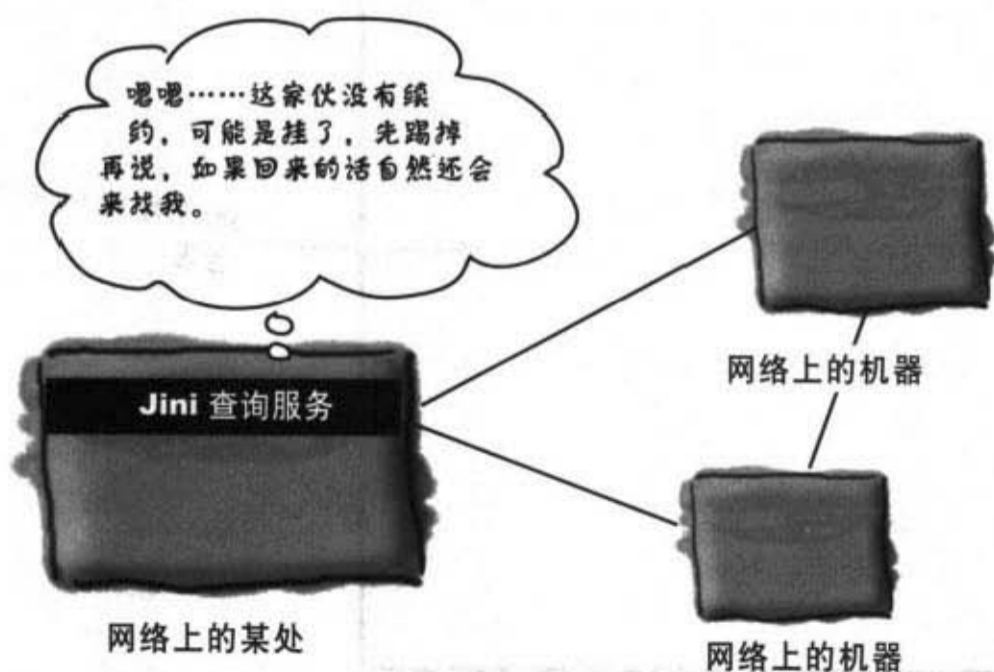 嗯嗯……这家伙没有续
约，可能是挂了，先踢掉
再说，如果回来的话自然还会
来找我。
Jini 查询服务
网络上的某处
网络上的机器
网络上的机器